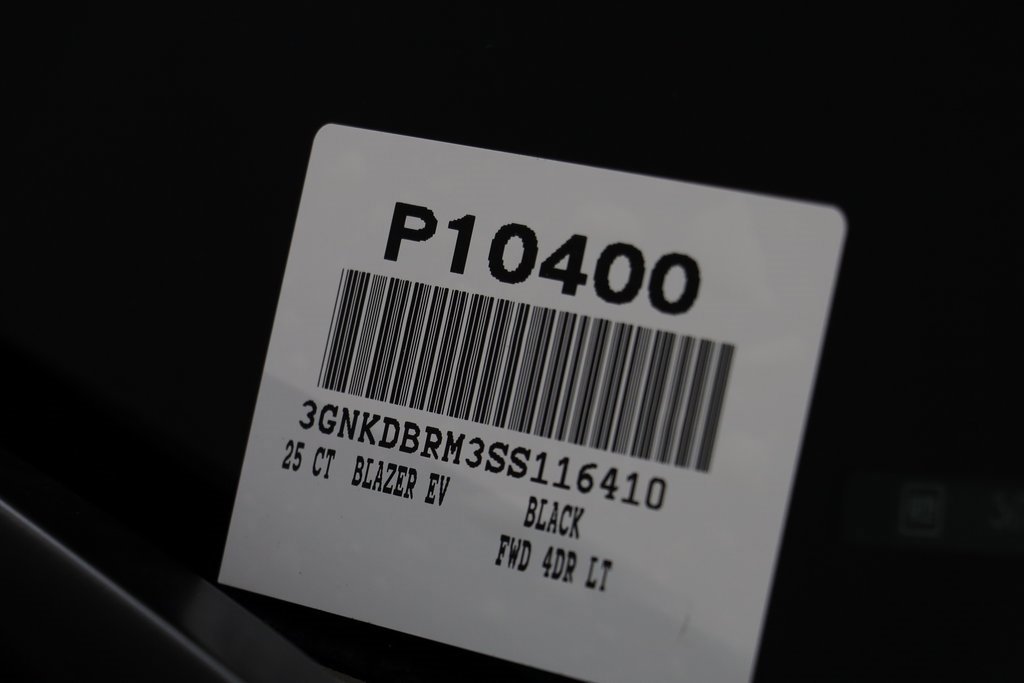 P10400
3GNKDBRM3SS116410
25 CT BLAZER EV
BLACK
FWD 4DR LT